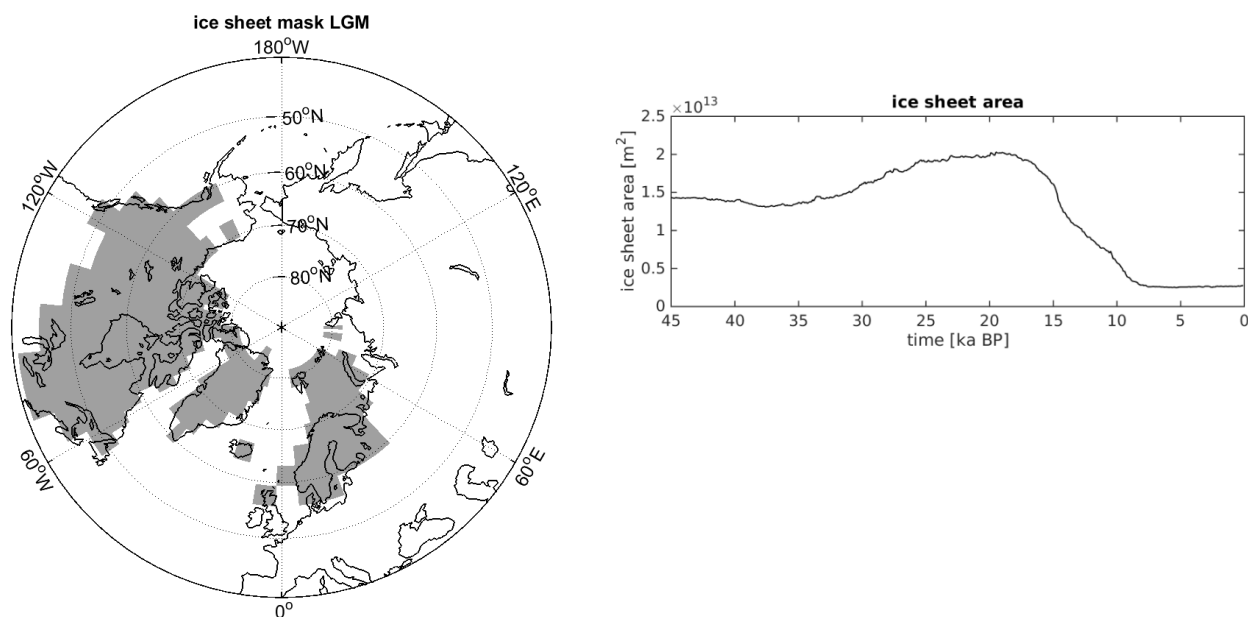 ice sheet mask LGM
180°W
50°N
60°N
70°N
80°N
120°W
120°E
60°W
60°E
0°
ice sheet area
×10¹³
2.5
2
1.5
1
0.5
0
ice sheet area [m²]
45 40 35 30 25 20 15 10 5 0
time [ka BP]